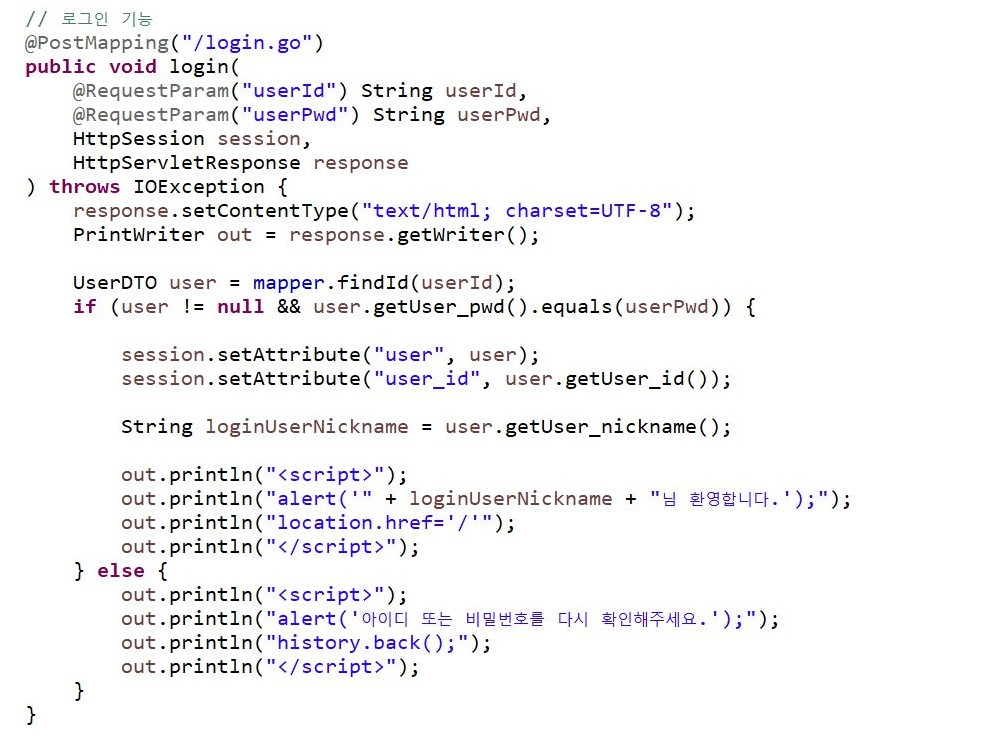 // 로그인 기능
@PostMapping("/login.go")
public void login(
@RequestParam("userId") String userId,
@RequestParam("userPwd") String userPwd,
HttpSession session,
HttpServletResponse response
) throws IOException {
response.setContentType("text/html; charset=UTF-8");
PrintWriter out = response.getWriter();
UserDTO user = mapper.findId(userId);
if (user != null && user.getUser_pwd().equals(userPwd)) {
session.setAttribute("user", user);
session.setAttribute("user_id", user.getUser_id());
String loginUserNickname = user.getUser_nickname();
out.println("<script>");
out.println("alert('" + loginUserNickname + "님 환영합니다.');");
out.println("location.href='/'");
out.println("</script>");
} else {
out.println("<script>");
out.println("alert('아이디 또는 비밀번호를 다시 확인해주세요.');");
out.println("history.back();");
out.println("</script>");
}
}